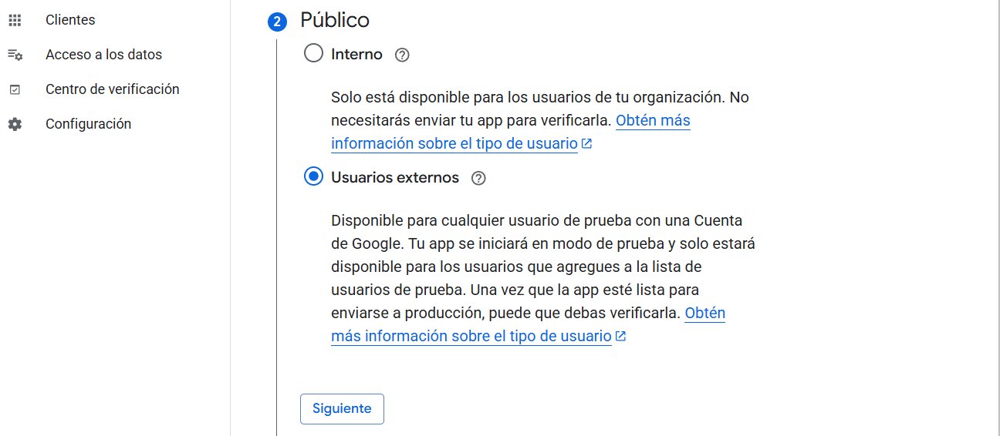 Clientes
Acceso a los datos
Centro de verificación
Configuración
2 Público
Interno
Solo está disponible para los usuarios de tu organización. No
necesitarás enviar tu app para verificarla. Obtén más
información sobre el tipo de usuario
Usuarios externos
Disponible para cualquier usuario de prueba con una Cuenta
de Google. Tu app se iniciará en modo de prueba y solo estará
disponible para los usuarios que agregues a la lista de
usuarios de prueba. Una vez que la app esté lista para
enviarse a producción, puede que debas verificarla. Obtén
más información sobre el tipo de usuario
Siguiente